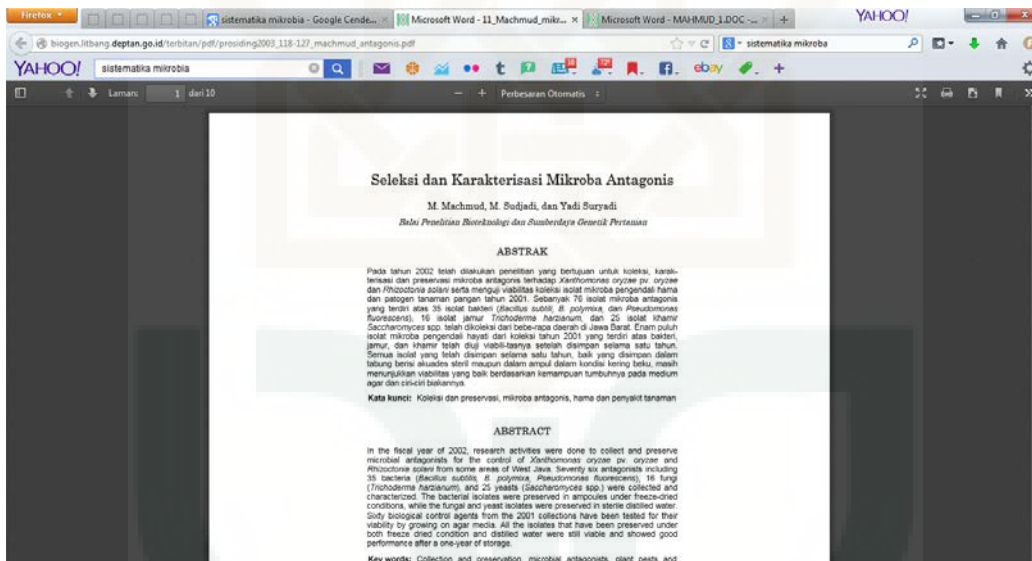 Firefox
sistematika mikrobia - Google Cende...
Microsoft Word - 11_Machmud_mikr...
Microsoft Word - MAHMUD_1.DOC -...
YAHOO!
biogen.litbang.deptan.go.id/terbitan/pdf/prosiding2003_118-127_machmud_antagonis.pdf
sistematika mikroba
YAHOO!
sistematika mikrobia
ebay
Laman: 1 dari 10
Perbesaran Otomatis
Seleksi dan Karakterisasi Mikroba Antagonis
M. Machmud, M. Sudjadi, dan Yadi Suryadi
Balai Penelitian Bioteknologi dan Sumberdaya Genetik Pertanian
ABSTRAK
Pada tahun 2002 telah dilakukan penelitian yang bertujuan untuk koleksi, karak-
terisasi dan preservasi mikroba antagonis terhadap Xanthomonas oryzae pv. oryzae
dan Rhizoctonia solani serta menguji viabilitas koleksi isolat mikroba pengendali hama
dan patogen tanaman pangan tahun 2001. Sebanyak 76 isolat mikroba antagonis
yang terdiri atas 35 isolat bakteri (Bacillus subtili, B. polymixa, dan Pseudomonas
fluorescens), 16 isolat jamur Trichoderma harzianum, dan 25 isolat khamir
Saccharomyces spp. telah dikoleksi dari bebe-rapa daerah di Jawa Barat. Enam puluh
isolat mikroba pengendali hayati dari koleksi tahun 2001 yang terdiri atas bakteri,
jamur, dan khamir telah diuji viabili-tasnya setelah disimpan selama satu tahun.
Semua isolat yang telah disimpan selama satu tahun, baik yang disimpan dalam
tabung berisi akuades steril maupun dalam ampul dalam kondisi kering beku, masih
menunjukkan viabilitas yang baik berdasarkan kemampuan tumbuhnya pada medium
agar dan ciri-ciri biakannya.
Kata kunci: Koleksi dan preservasi, mikroba antagonis, hama dan penyakit tanaman
ABSTRACT
In the fiscal year of 2002, research activities were done to collect and preserve
microbial antagonists for the control of Xanthomonas oryzae pv. oryzae and
Rhizoctonia solani from some areas of West Java. Seventy six antagonists including
35 bacteria (Bacillus subtilis, B. polymixa, Pseudomonas fluorescens), 16 fungi
(Trichoderma harzianum), and 25 yeasts (Saccharomyces spp.) were collected and
characterized. The bacterial isolates were preserved in ampoules under freeze-dried
conditions, while the fungal and yeast isolates were preserved in sterile distilled water.
Sixty biological control agents from the 2001 collections have been tested for their
viability by growing on agar media. All the isolates that have been preserved under
both freeze dried condition and distilled water were still viable and showed good
performance after a one-year of storage.
Key words: Collection and preservation, microbial antagonists, plant pests and